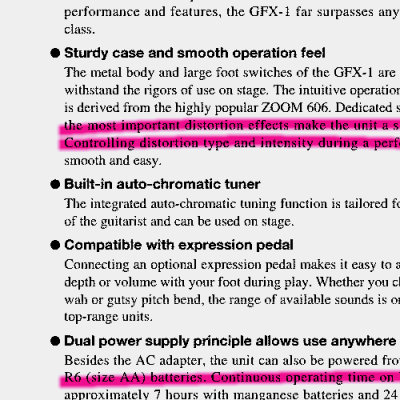 performance and features, the GFX-1 far surpasses any
class.
● Sturdy case and smooth operation feel
The metal body and large foot switches of the GFX-1 are
withstand the rigors of use on stage. The intuitive operation
is derived from the highly popular ZOOM 606. Dedicated s
the most important distortion effects make the unit a s
Controlling distortion type and intensity during a perf
smooth and easy.
● Built-in auto-chromatic tuner
The integrated auto-chromatic tuning function is tailored fo
of the guitarist and can be used on stage.
● Compatible with expression pedal
Connecting an optional expression pedal makes it easy to a
depth or volume with your foot during play. Whether you cl
wah or gutsy pitch bend, the range of available sounds is
top-range units.
● Dual power supply principle allows use anywhere
Besides the AC adapter, the unit can also be powered fro
R6 (size AA) batteries. Continuous operating time on
approximately 7 hours with manganese batteries and 24